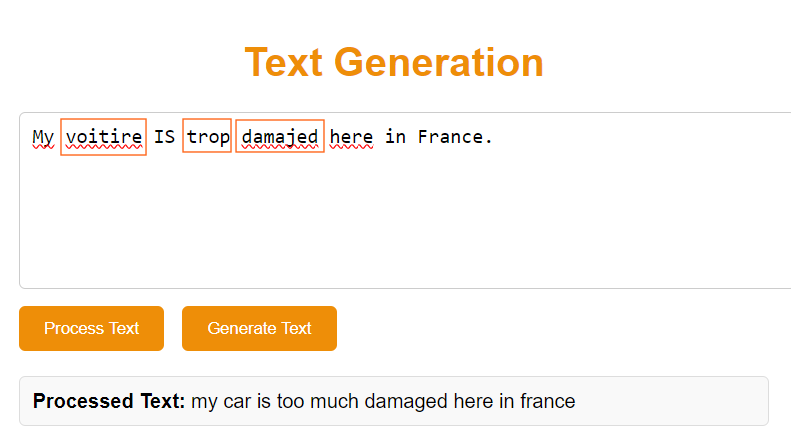 Text Generation
My voitire IS trop damajed here in France.
Process Text Generate Text
Processed Text: my car is too much damaged here in france